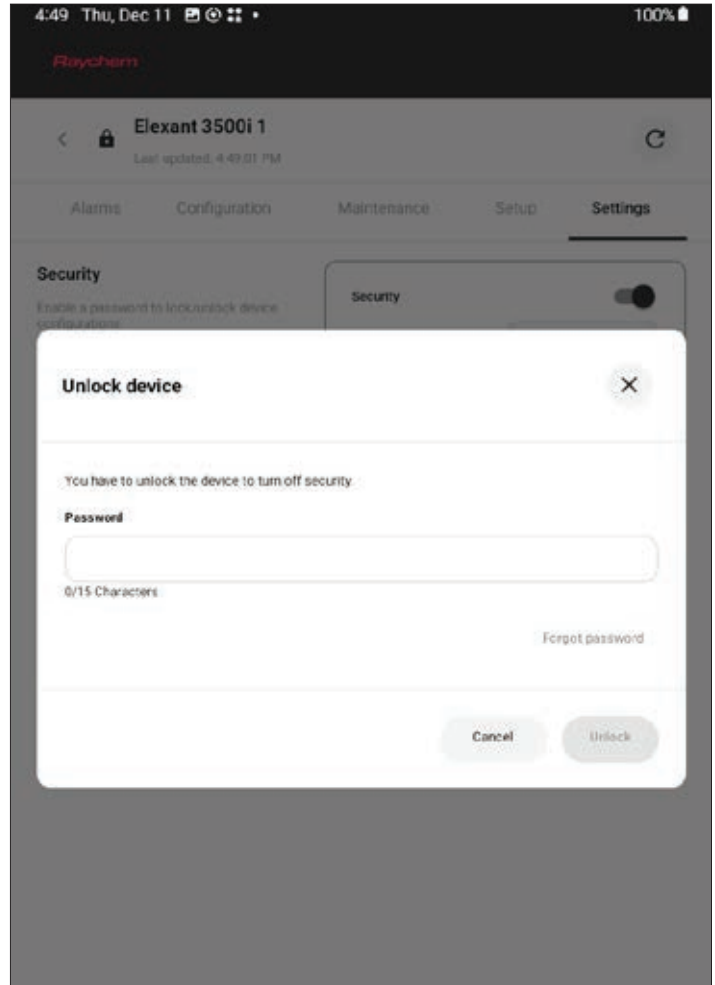 4:49 Thu, Dec 11
100%
Raychem
Elexant 3500i 1
Last updated: 4:49:01 PM
Alarms Configuration Maintenance Setup Settings
Security
Enable a password to lock/unlock device
configurations
Security
Unlock device
You have to unlock the device to turn off security
Password
0/15 Characters
Forgot password
Cancel Unlock